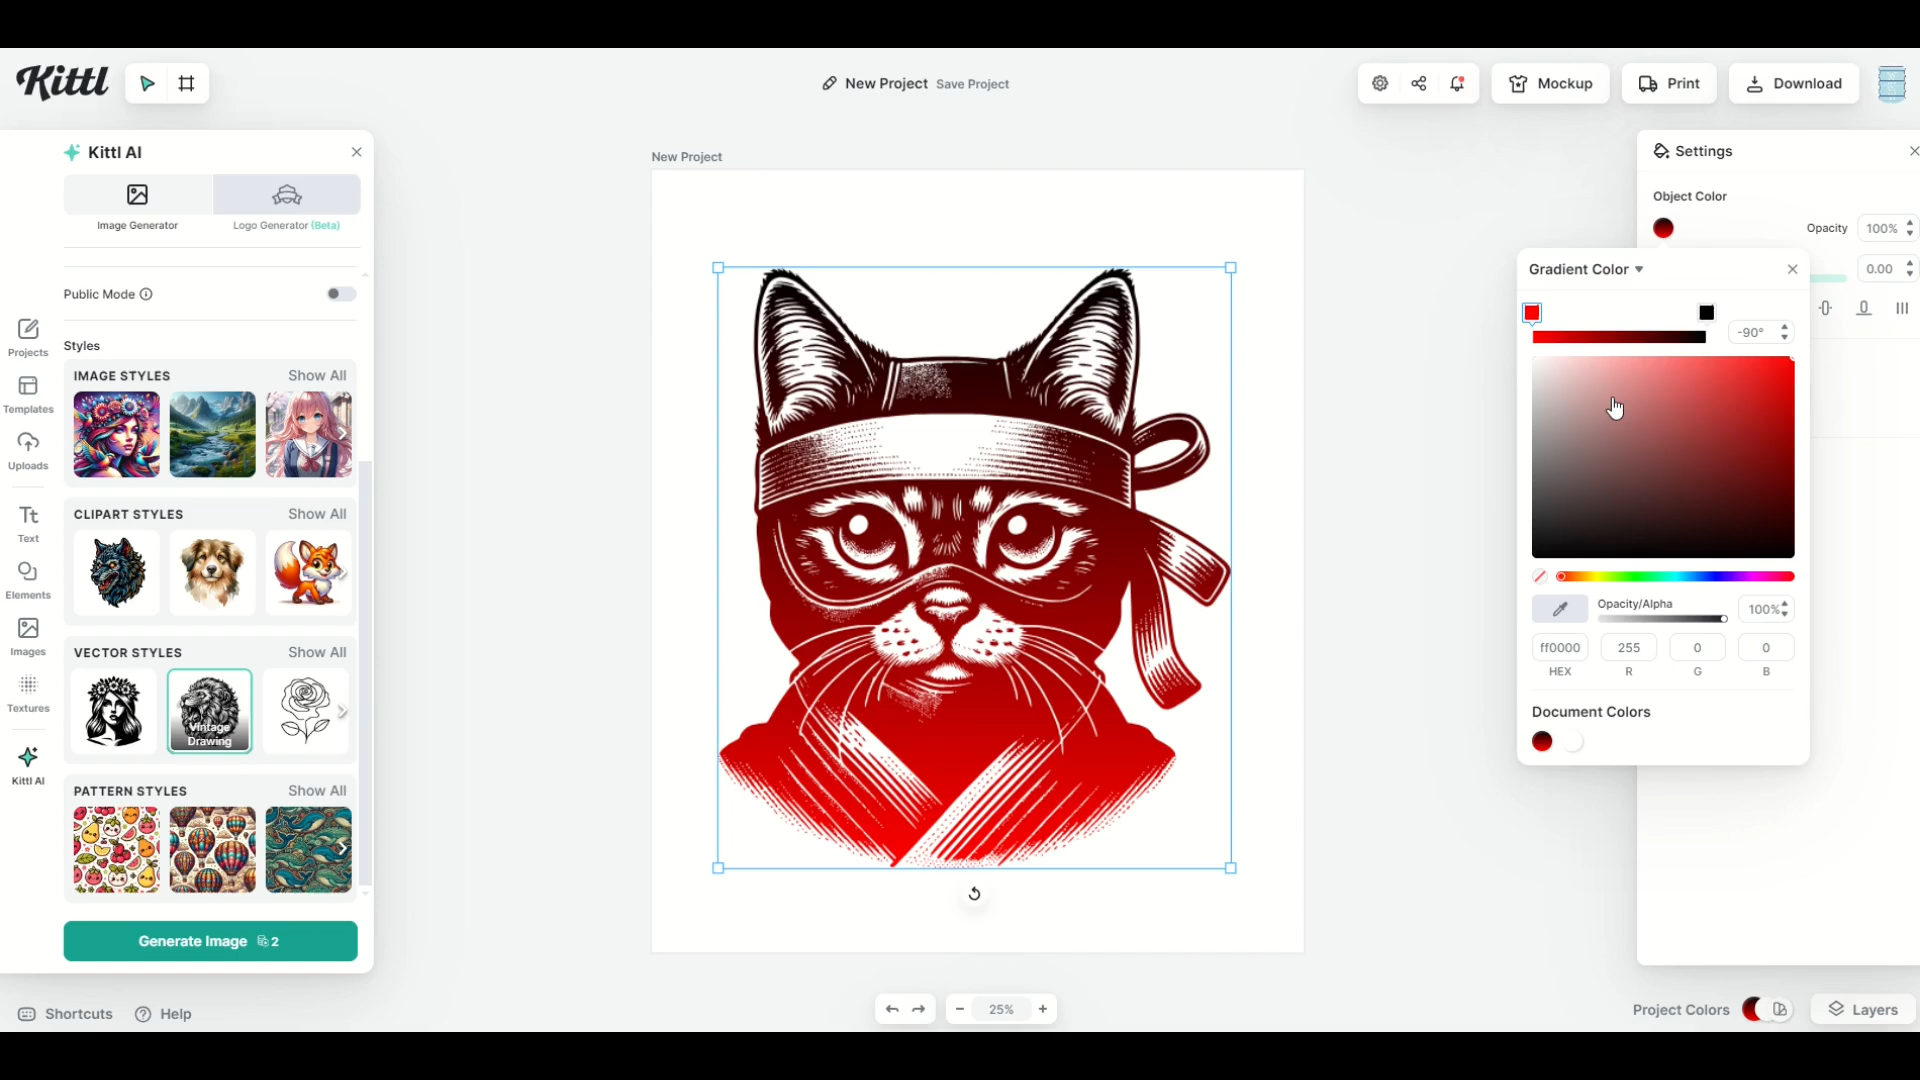 Kittl
New Project Save Project
Mockup
Print
Download
Kittl AI
Image Generator
Logo Generator (Beta)
Public Mode
Styles
IMAGE STYLES Show All
CLIPART STYLES Show All
VECTOR STYLES Show All
Vintage
Drawing
PATTERN STYLES Show All
Generate Image 2
Projects
Templates
Uploads
Text
Elements
Images
Textures
Kittl AI
Shortcuts
Help
New Project
25%
Settings
Object Color
Opacity 100%
0.00
Gradient Color
-90°
Opacity/Alpha
100%
ff0000 255 0 0
HEX R G B
Document Colors
Project Colors
Layers